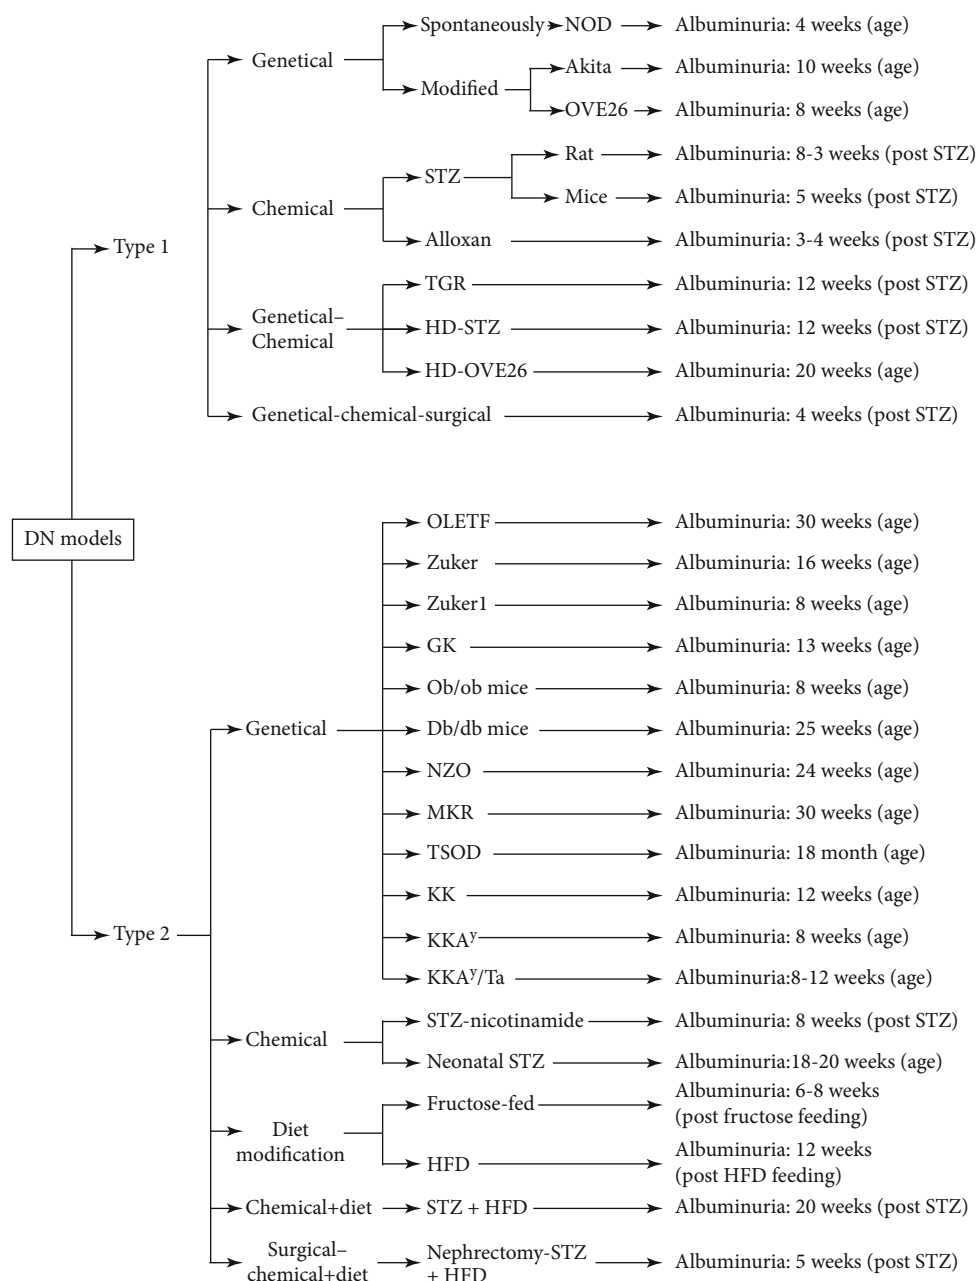 Spontaneously NOD Albuminuria: 4 weeks (age)
Genetical
Akita Albuminuria: 10 weeks (age)
Modified
OVE26 Albuminuria: 8 weeks (age)
Rat Albuminuria: 8-3 weeks (post STZ)
STZ
Mice Albuminuria: 5 weeks (post STZ)
Chemical
Alloxan Albuminuria: 3-4 weeks (post STZ)
Type 1
TGR Albuminuria: 12 weeks (post STZ)
Genetical–
Chemical
HD-STZ Albuminuria: 12 weeks (post STZ)
HD-OVE26 Albuminuria: 20 weeks (age)
Genetical-chemical-surgical Albuminuria: 4 weeks (post STZ)
DN models
OLETF Albuminuria: 30 weeks (age)
Zuker Albuminuria: 16 weeks (age)
Zuker1 Albuminuria: 8 weeks (age)
GK Albuminuria: 13 weeks (age)
Ob/ob mice Albuminuria: 8 weeks (age)
Genetical Db/db mice Albuminuria: 25 weeks (age)
NZO Albuminuria: 24 weeks (age)
MKR Albuminuria: 30 weeks (age)
TSOD Albuminuria: 18 month (age)
KK Albuminuria: 12 weeks (age)
Type 2 KKAʸ Albuminuria: 8 weeks (age)
KKAʸ/Ta Albuminuria:8-12 weeks (age)
STZ-nicotinamide Albuminuria: 8 weeks (post STZ)
Chemical
Neonatal STZ Albuminuria:18-20 weeks (age)
Fructose-fed Albuminuria: 6-8 weeks
(post fructose feeding)
Diet
modification
HFD Albuminuria: 12 weeks
(post HFD feeding)
Chemical+diet STZ + HFD Albuminuria: 20 weeks (post STZ)
Surgical–
chemical+diet
Nephrectomy-STZ
+ HFD
Albuminuria: 5 weeks (post STZ)